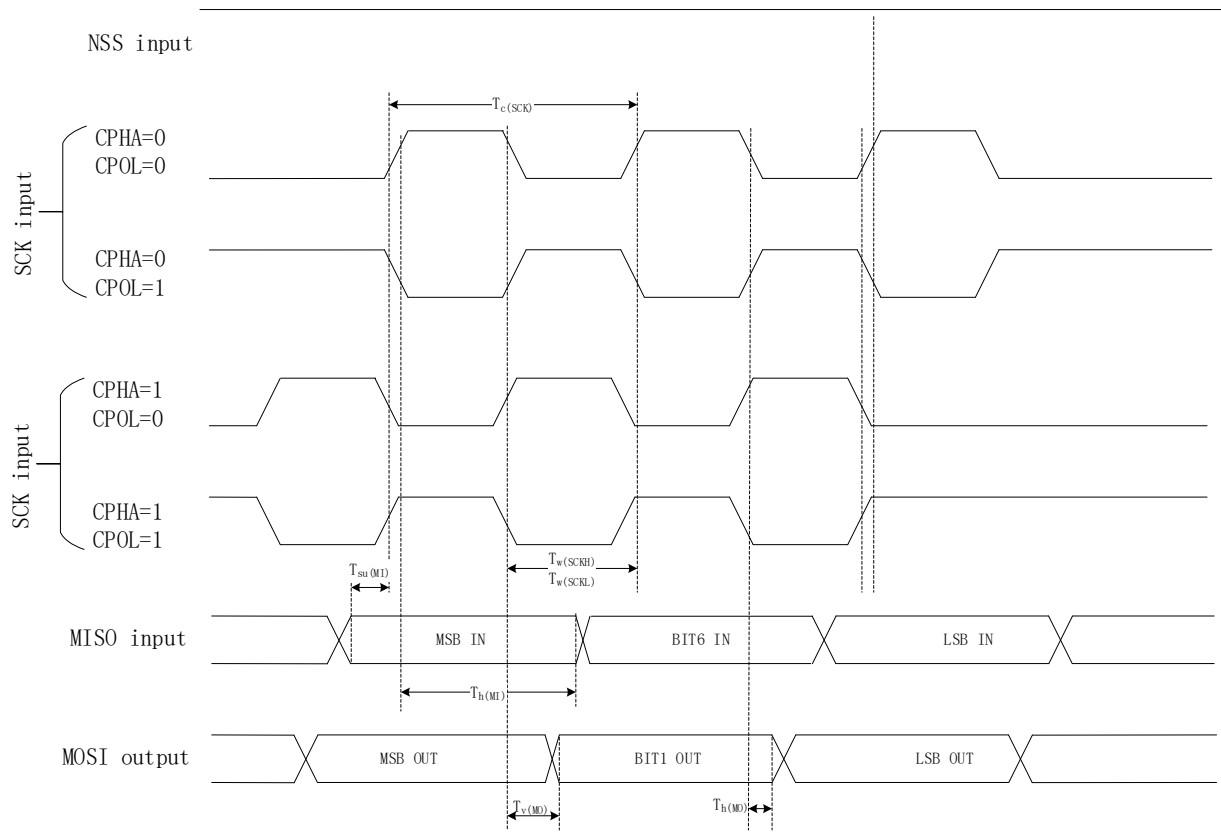 NSS input
Tc(SCK)
CPHA=0
CPOL=0
SCK input
CPHA=0
CPOL=1
CPHA=1
CPOL=0
SCK input
CPHA=1
CPOL=1
Tw(SCKH)
Tw(SCKL)
Tsu(MI)
MISO input
MSB IN
BIT6 IN
LSB IN
Th(MI)
MOSI output
MSB OUT
BIT1 OUT
LSB OUT
Tv(MO)
Th(MO)